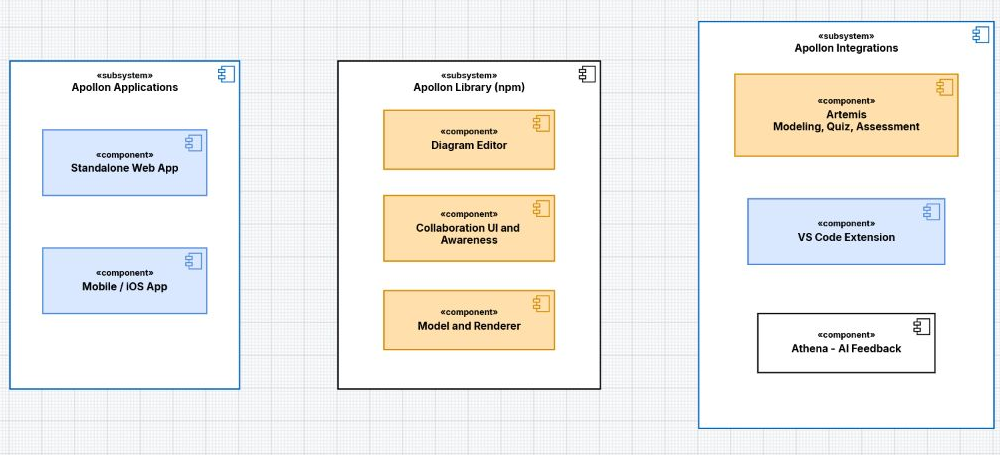 «subsystem»
Apollon Applications
«component»
Standalone Web App
«component»
Mobile / iOS App
«subsystem»
Apollon Library (npm)
«component»
Diagram Editor
«component»
Collaboration UI and
Awareness
«component»
Model and Renderer
«subsystem»
Apollon Integrations
«component»
Artemis
Modeling, Quiz, Assessment
«component»
VS Code Extension
«component»
Athena - AI Feedback